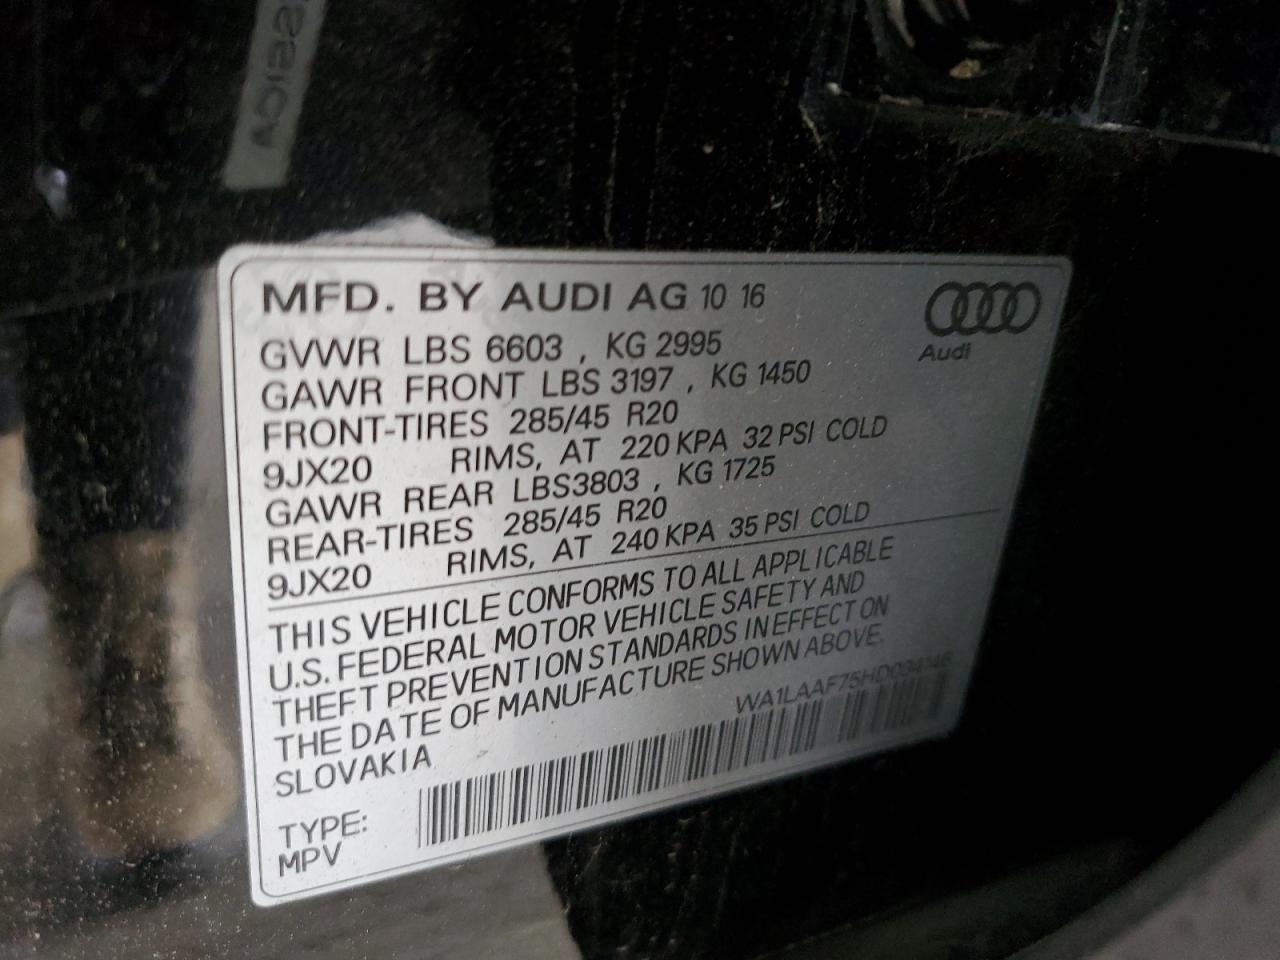 MFD. BY AUDI AG 10 16
Audi
GVWR LBS 6603 , KG 2995
GAWR FRONT LBS 3197 , KG 1450
FRONT-TIRES 285/45 R20
9JX20 RIMS, AT 220 KPA 32 PSI COLD
GAWR REAR LBS3803 , KG 1725
REAR-TIRES 285/45 R20
9JX20 RIMS, AT 240 KPA 35 PSI COLD
THIS VEHICLE CONFORMS TO ALL APPLICABLE
U.S. FEDERAL MOTOR VEHICLE SAFETY AND
THEFT PREVENTION STANDARDS IN EFFECT ON
THE DATE OF MANUFACTURE SHOWN ABOVE.
SLOVAKIA
TYPE:
MPV